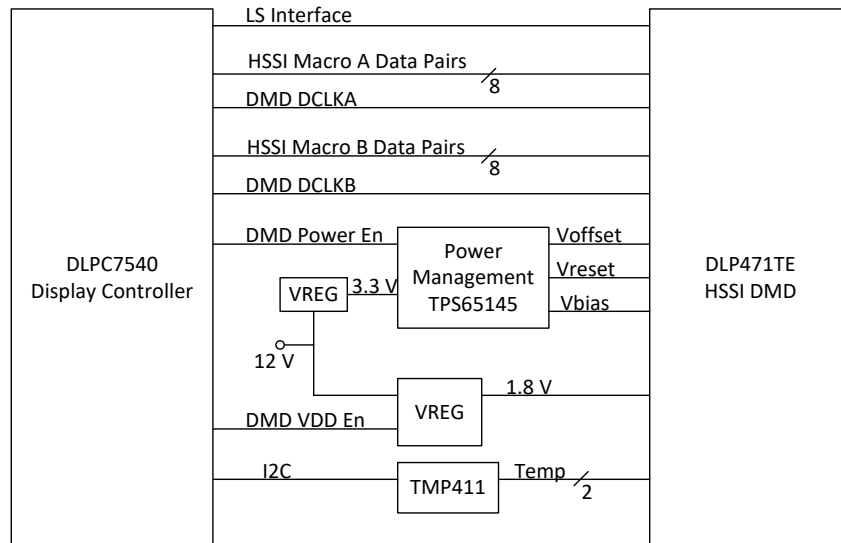 LS Interface
HSSI Macro A Data Pairs
8
DMD DCLKA
HSSI Macro B Data Pairs
8
DMD DCLKB
DMD Power En
Power
Management
TPS65145
Voffset
Vreset
Vbias
DLPC7540
Display Controller
DLP471TE
HSSI DMD
VREG
3.3 V
12 V
VREG
1.8 V
DMD VDD En
I2C
TMP411
Temp
2